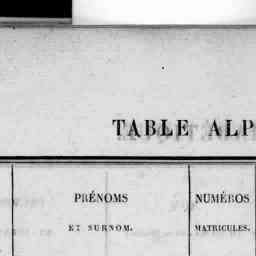 TABLE ALP
PRÉNOMS
ET SURNOM.
NUMÉROS
MATRICULES.